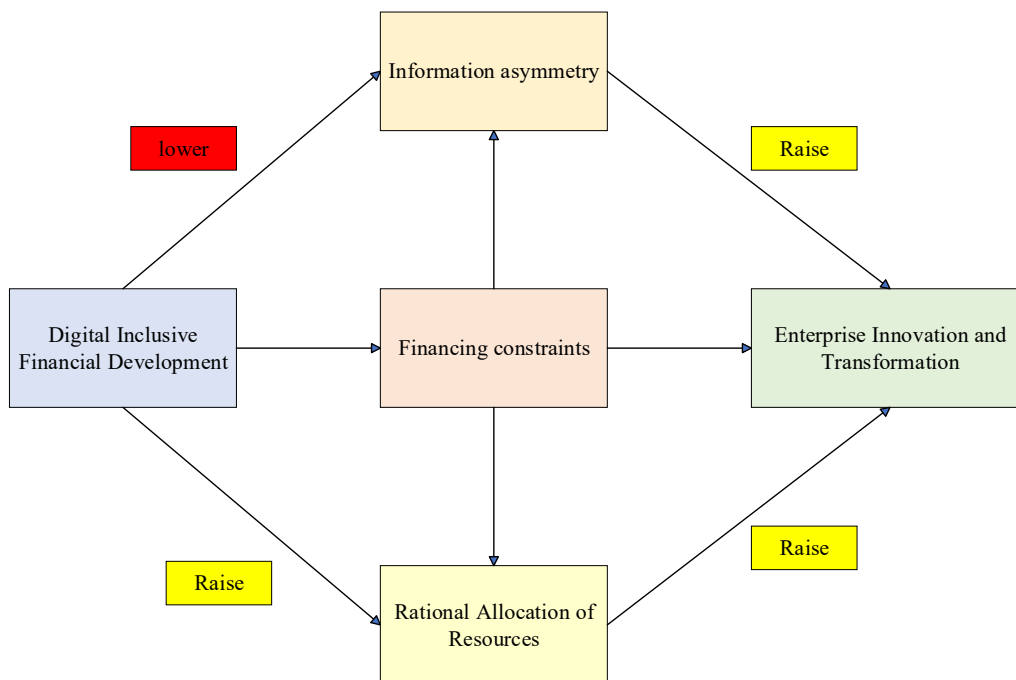 Information asymmetry
lower
Raise
Digital Inclusive
Financial Development
Financing constraints
Enterprise Innovation and
Transformation
Raise
Raise
Rational Allocation of
Resources